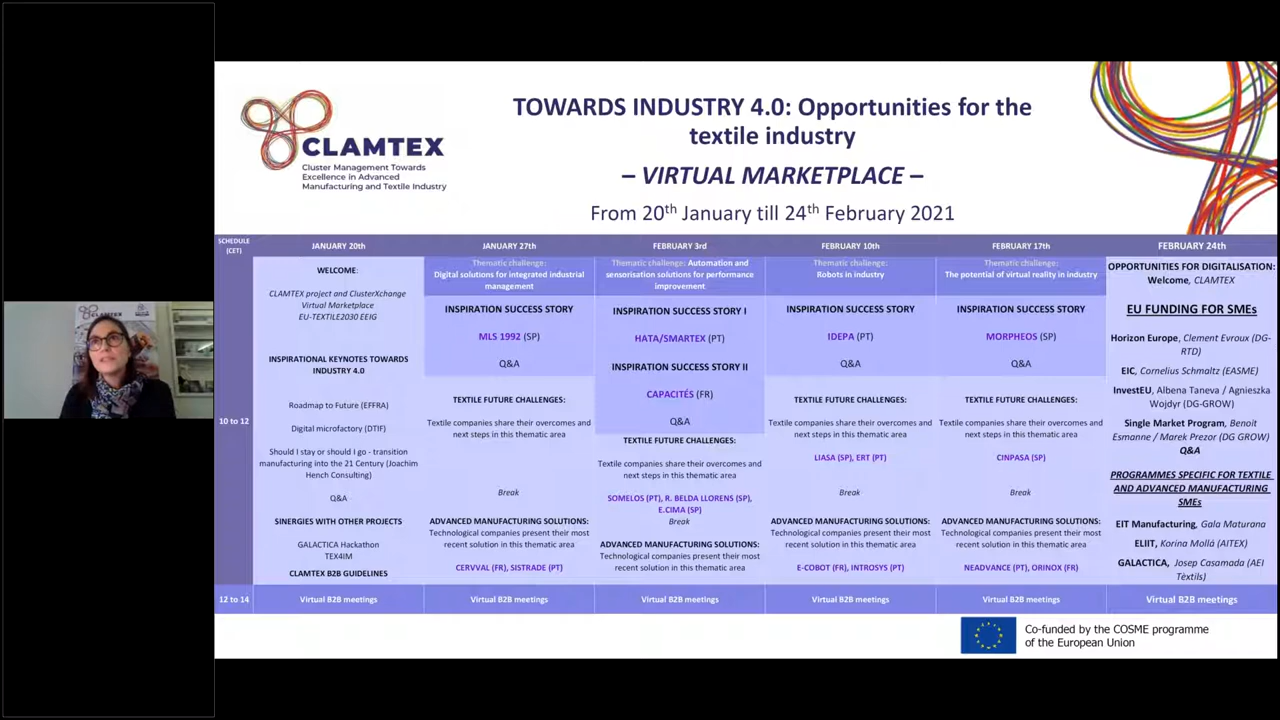 CLAMTEX
Cluster Management Towards
Excellence in Advanced
Manufacturing and Textile Industry
TOWARDS INDUSTRY 4.0: Opportunities for the
textile industry
– VIRTUAL MARKETPLACE –
From 20th January till 24th February 2021
SCHEDULE
(CET)
10 to 12
12 to 14
JANUARY 20th
WELCOME:
CLAMTEX project and ClusterXchange
Virtual Marketplace
EU-TEXTILE2030 EEIG
INSPIRATIONAL KEYNOTES TOWARDS
INDUSTRY 4.0
Roadmap to Future (EFFRA)
Digital microfactory (DTIF)
Should I stay or should I go - transition
manufacturing into the 21 Century (Joachim
Hench Consulting)
Q&A
SINERGIES WITH OTHER PROJECTS
GALACTICA Hackathon
TEX4IM
CLAMTEX B2B GUIDELINES
Virtual B2B meetings
JANUARY 27th
Thematic challenge:
Digital solutions for integrated industrial
management
INSPIRATION SUCCESS STORY
MLS 1992 (SP)
Q&A
TEXTILE FUTURE CHALLENGES:
Textile companies share their overcomes and
next steps in this thematic area
Break
ADVANCED MANUFACTURING SOLUTIONS:
Technological companies present their most
recent solution in this thematic area
CERVVAL (FR), SISTRADE (PT)
Virtual B2B meetings
FEBRUARY 3rd
Thematic challenge: Automation and
sensorisation solutions for performance
improvement
INSPIRATION SUCCESS STORY I
HATA/SMARTEX (PT)
INSPIRATION SUCCESS STORY II
CAPACITÉS (FR)
Q&A
TEXTILE FUTURE CHALLENGES:
Textile companies share their overcomes and
next steps in this thematic area
SOMELOS (PT), R. BELDA LLORENS (SP),
E.CIMA (SP)
Break
ADVANCED MANUFACTURING SOLUTIONS:
Technological companies present their most
recent solution in this thematic area
Virtual B2B meetings
FEBRUARY 10th
Thematic challenge:
Robots in industry
INSPIRATION SUCCESS STORY
IDEPA (PT)
Q&A
TEXTILE FUTURE CHALLENGES:
Textile companies share their overcomes and
next steps in this thematic area
LIASA (SP), ERT (PT)
Break
ADVANCED MANUFACTURING SOLUTIONS:
Technological companies present their most
recent solution in this thematic area
E-COBOT (FR), INTROSYS (PT)
Virtual B2B meetings
FEBRUARY 17th
Thematic challenge:
The potential of virtual reality in industry
INSPIRATION SUCCESS STORY
MORPHEOS (SP)
Q&A
TEXTILE FUTURE CHALLENGES:
Textile companies share their overcomes and
next steps in this thematic area
CINPASA (SP)
Break
ADVANCED MANUFACTURING SOLUTIONS:
Technological companies present their most
recent solution in this thematic area
NEADVANCE (PT), ORINOX (FR)
Virtual B2B meetings
FEBRUARY 24th
OPPORTUNITIES FOR DIGITALISATION:
Welcome, CLAMTEX
EU FUNDING FOR SMEs
Horizon Europe, Clement Evroux (DG-
RTD)
EIC, Cornelius Schmaltz (EASME)
InvestEU, Albena Taneva / Agnieszka
Wojdyr (DG-GROW)
Single Market Program, Benoit
Esmanne / Marek Prezor (DG GROW)
Q&A
PROGRAMMES SPECIFIC FOR TEXTILE
AND ADVANCED MANUFACTURING
SMEs
EIT Manufacturing, Gala Maturana
ELIIT, Korina Mollá (AITEX)
GALACTICA, Josep Casamada (AEI
Tèxtils)
Virtual B2B meetings
Co-funded by the COSME programme
of the European Union